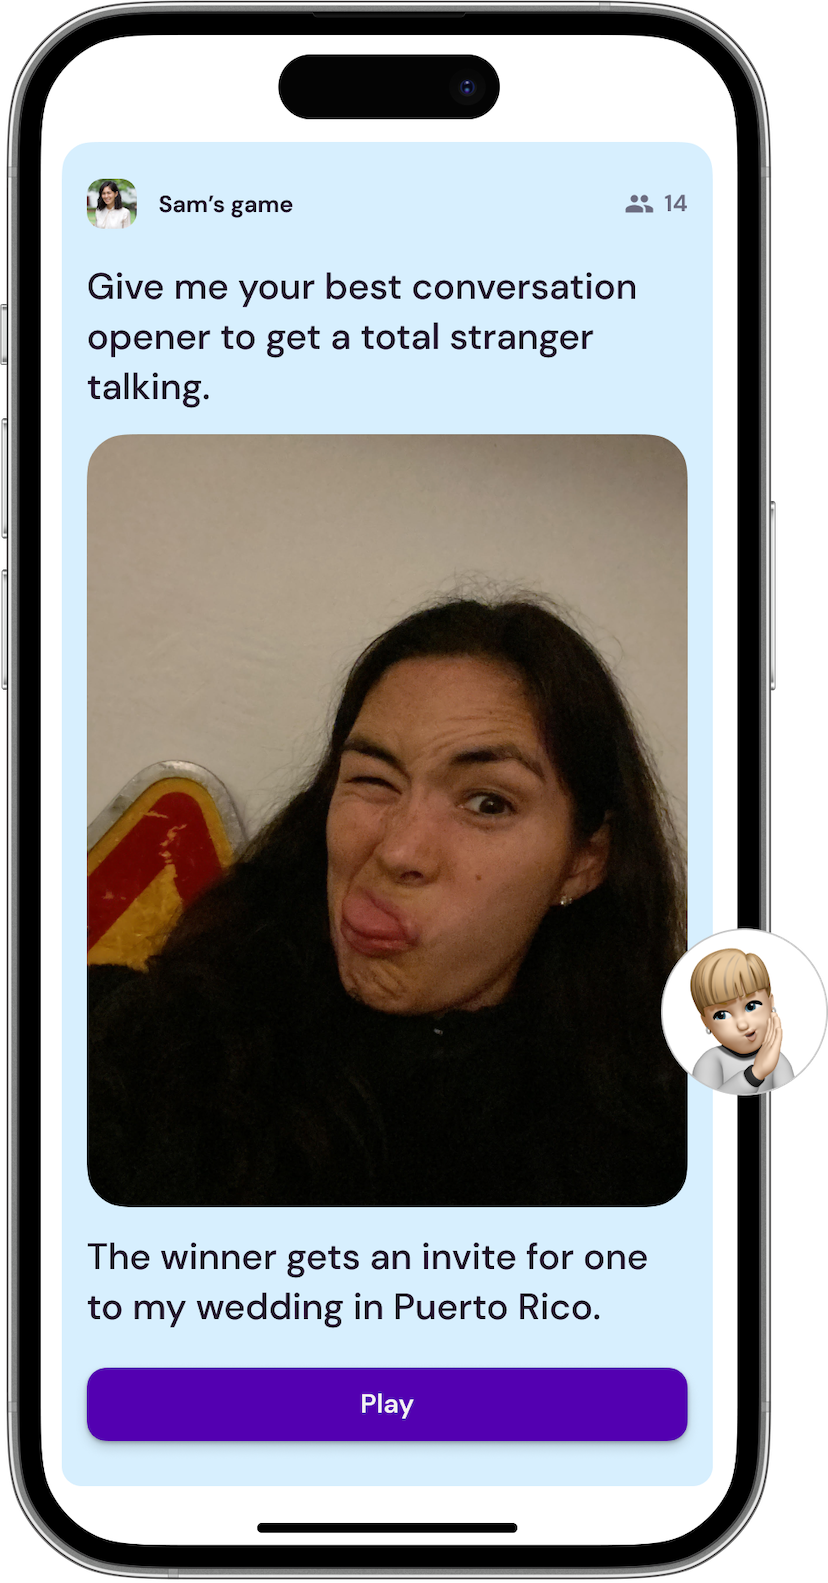 Sam’s game
14
Give me your best conversation
opener to get a total stranger
talking.
The winner gets an invite for one
to my wedding in Puerto Rico.
Play